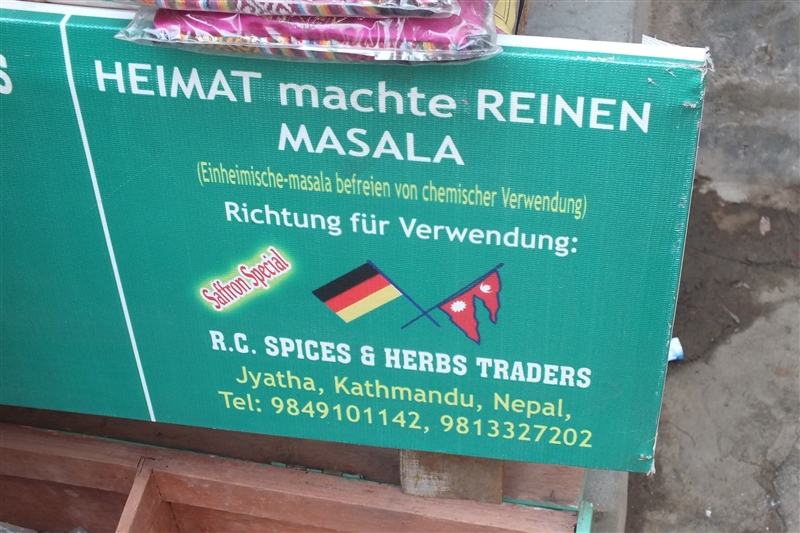 S
HEIMAT machte REINEN
MASALA
(Einheimische-masala befreien von chemischer Verwendung)
Richtung für Verwendung:
Saffron Special
R.C. SPICES & HERBS TRADERS
Jyatha, Kathmandu, Nepal,
Tel: 9849101142, 9813327202